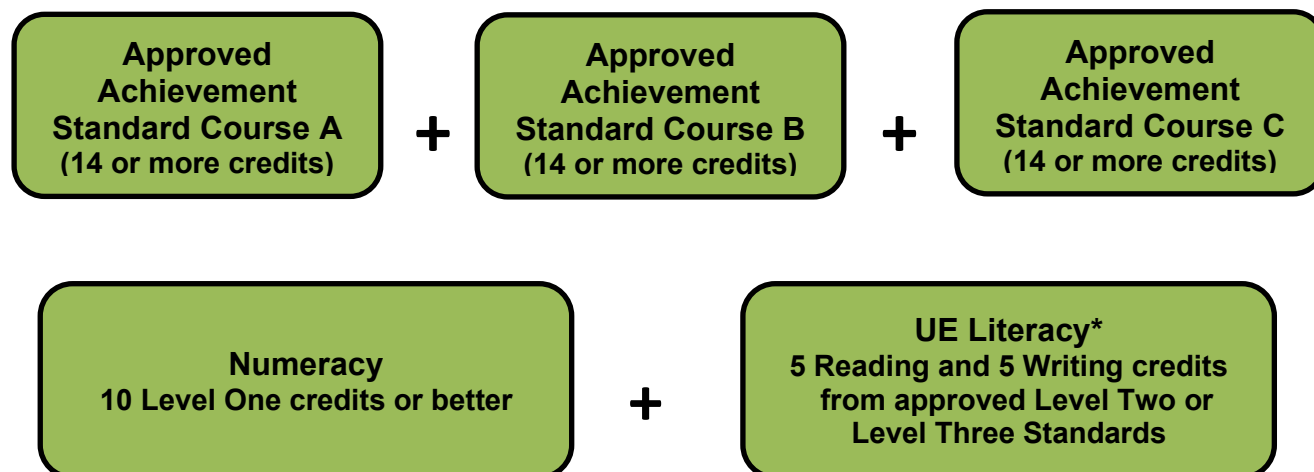 Approved
Achievement
Standard Course A
(14 or more credits)
+
Approved
Achievement
Standard Course B
(14 or more credits)
+
Approved
Achievement
Standard Course C
(14 or more credits)
Numeracy
10 Level One credits or better
+
UE Literacy*
5 Reading and 5 Writing credits
from approved Level Two or
Level Three Standards